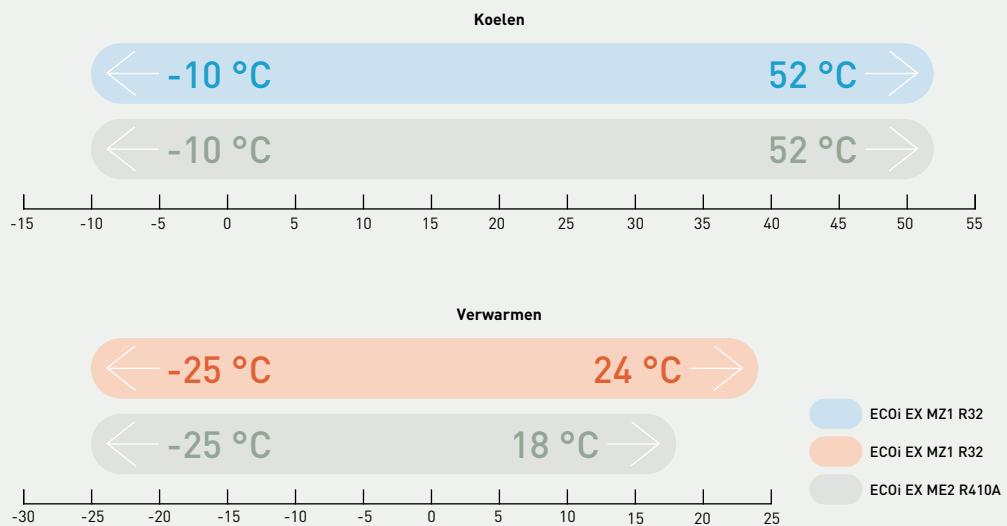 Koelen
-10 °C 52 °C
-10 °C 52 °C
-15 -10 -5 0 5 10 15 20 25 30 35 40 45 50 55
Verwarmen
-25 °C 24 °C
-25 °C 18 °C
-30 -25 -20 -15 -10 -5 0 5 10 15 20 25
ECOi EX MZ1 R32
ECOi EX MZ1 R32
ECOi EX ME2 R410A